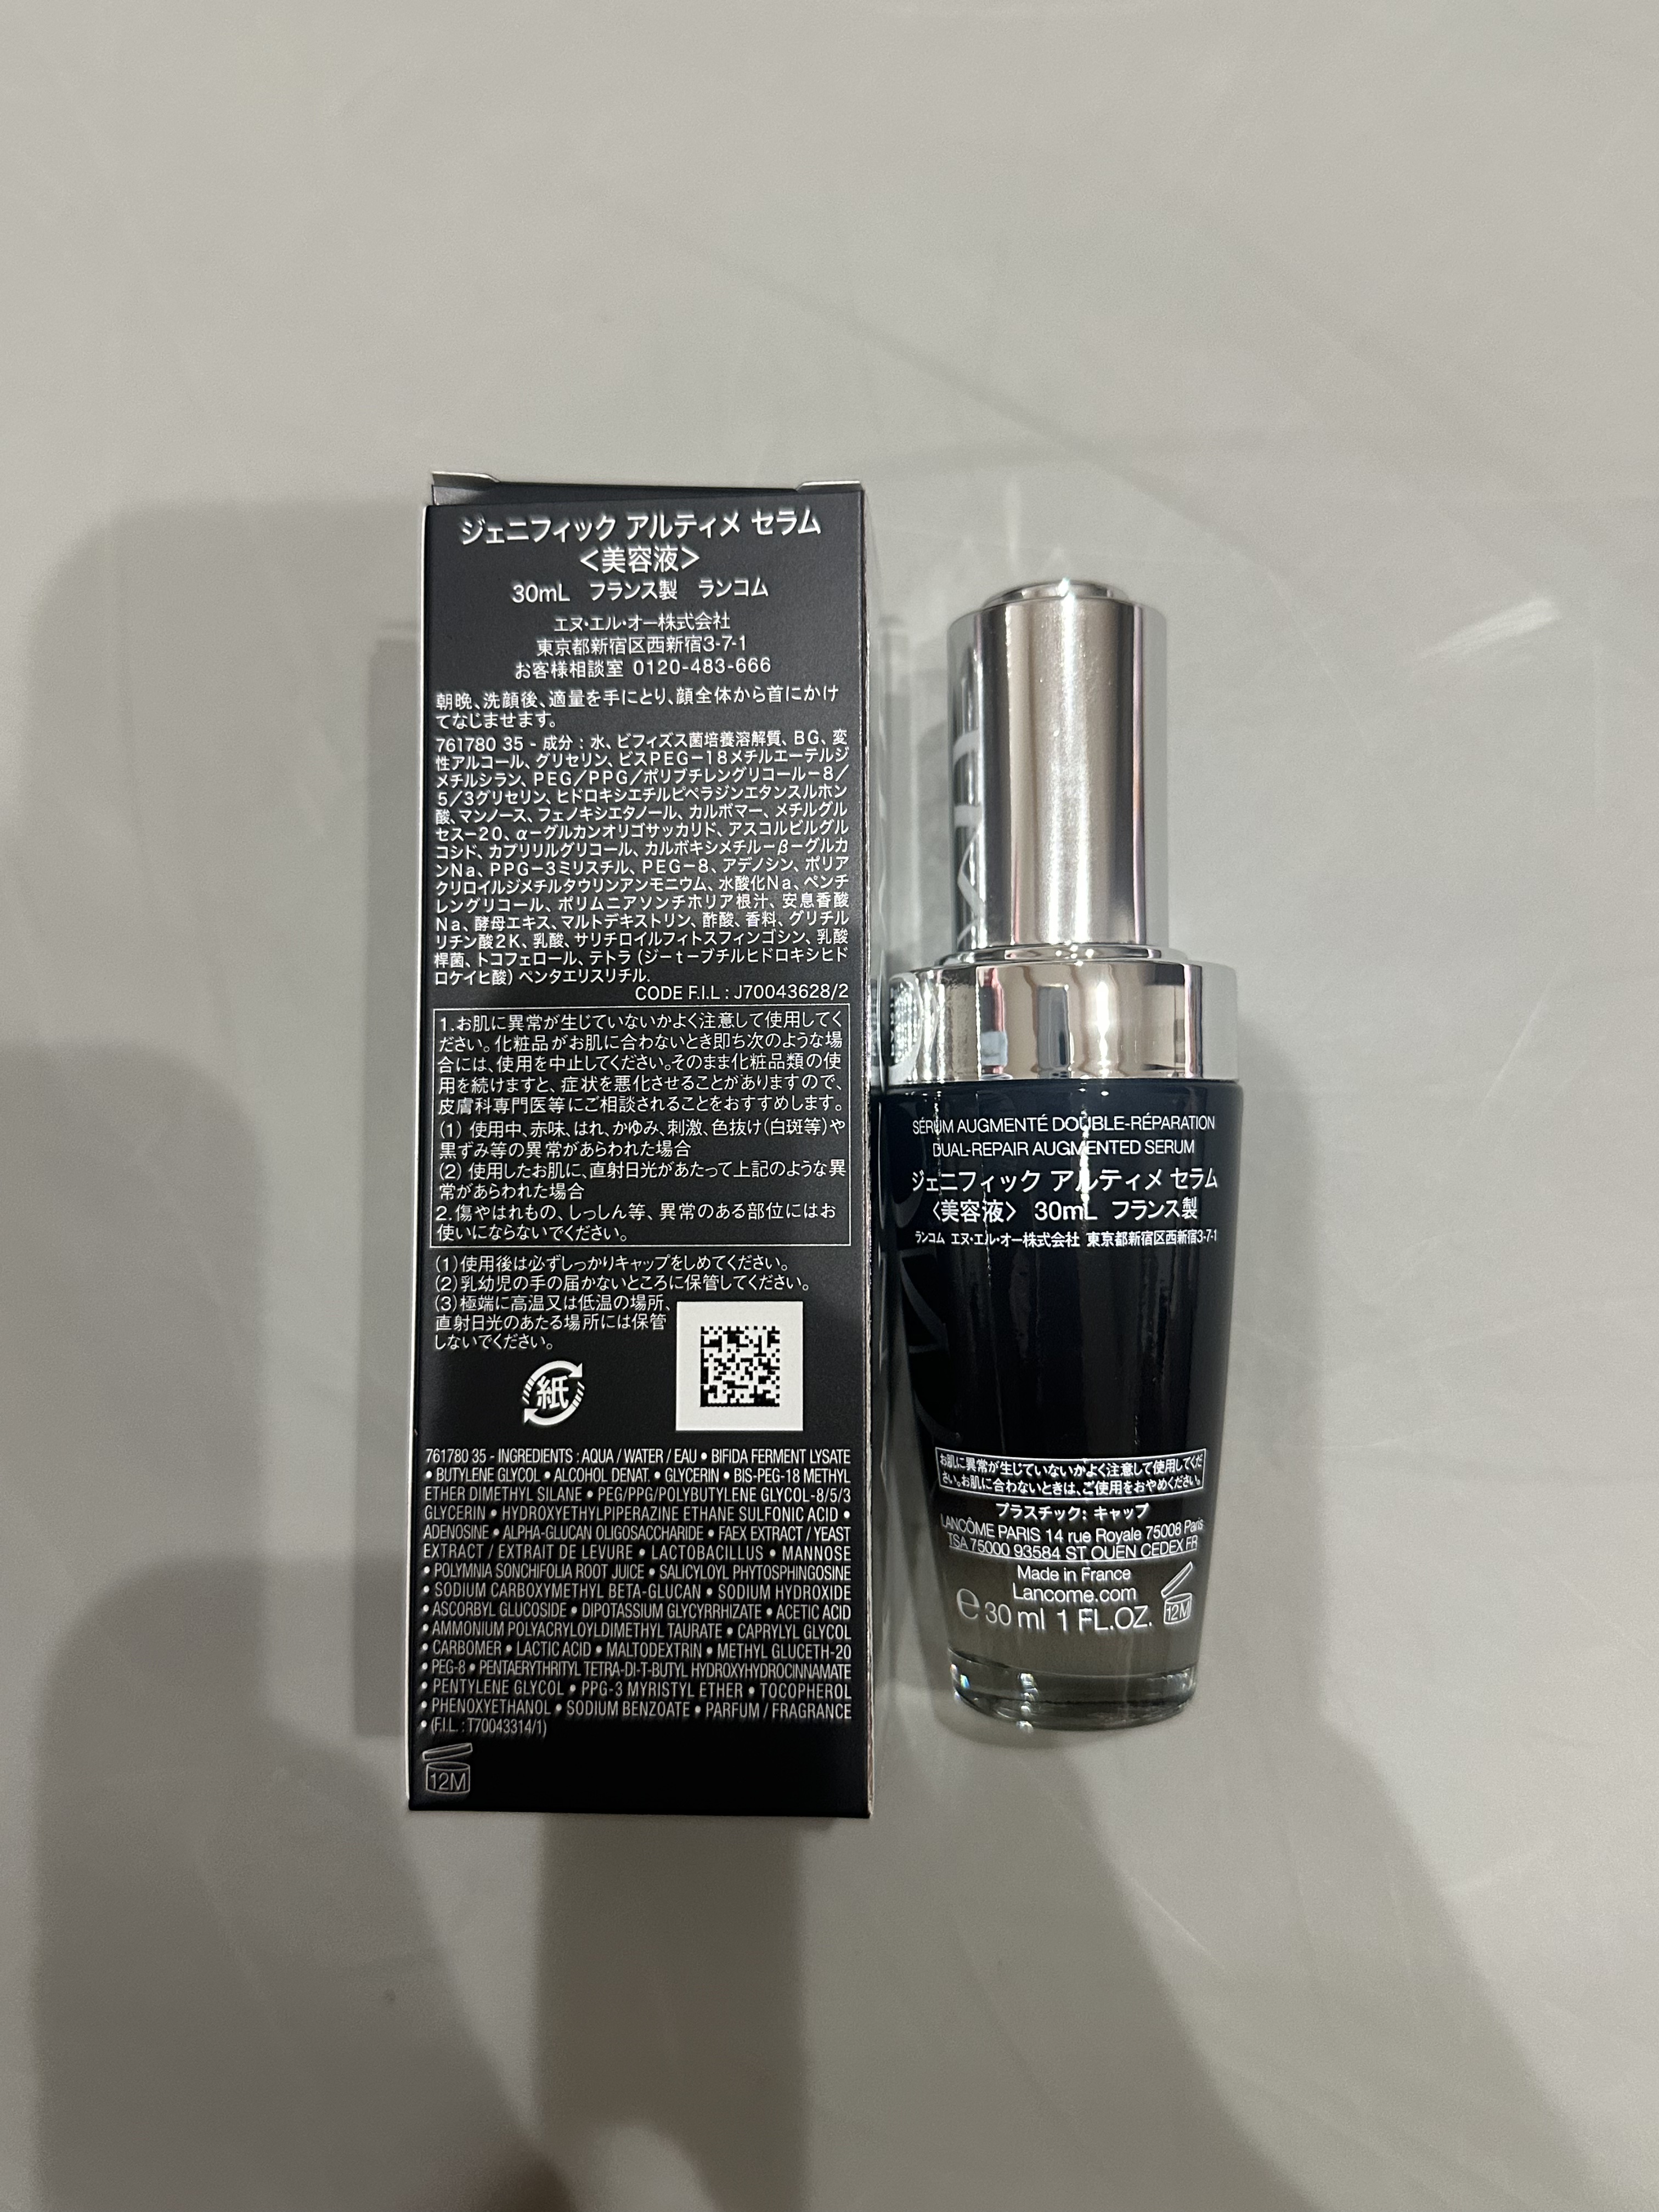 ジェニフィック アルティメ セラム
＜美容液＞
30mL フランス製 ランコム
エヌ・エル・オー株式会社
東京都新宿区西新宿3-7-1
お客様相談室 0120-483-666
朝晩、洗顔後、適量を手にとり、顔全体から首にかけ
てなじませます。
761780 35 - 成分 : 水、ビフィズス菌培養溶解質、BG、変
性アルコール、グリセリン、ビスPEG－18メチルエーテルジ
メチルシラン、PEG／PPG／ポリブチレングリコール－8／
5／3グリセリン、ヒドロキシエチルピペラジンエタンスルホン
酸、マンノース、フェノキシエタノール、カルボマー、メチルグル
セス－20、α－グルカンオリゴサッカリド、アスコルビルグル
コシド、カプリリルグリコール、カルボキシメチル－β－グルカ
ンNa、PPG－3ミリスチル、PEG－8、アデノシン、ポリア
クリロイルジメチルタウリンアンモニウム、水酸化Na、ペンチ
レングリコール、ポリムニアソンチホリア根汁、安息香酸
Na、酵母エキス、マルトデキストリン、酢酸、香料、グリチル
リチン酸2K、乳酸、サリチロイルフィトスフィンゴシン、乳酸
桿菌、トコフェロール、テトラ（ジ－t－ブチルヒドロキシヒド
ロケイヒ酸）ペンタエリスリチル.
CODE F.I.L : J70043628/2
1.お肌に異常が生じていないかよく注意して使用してく
ださい。化粧品がお肌に合わないとき即ち次のような場
合には、使用を中止してください。そのまま化粧品類の使
用を続けますと、症状を悪化させることがありますので、
皮膚科専門医等にご相談されることをおすすめします。
(1) 使用中、赤味、はれ、かゆみ、刺激、色抜け(白斑等)や
黒ずみ等の異常があらわれた場合
(2) 使用したお肌に、直射日光があたって上記のような異
常があらわれた場合
2.傷やはれもの、しっしん等、異常のある部位にはお
使いにならないでください。
(1)使用後は必ずしっかりキャップをしめてください。
(2)乳幼児の手の届かないところに保管してください。
(3)極端に高温又は低温の場所、
直射日光のあたる場所には保管
しないでください。
紙
761780 35 - INGREDIENTS : AQUA / WATER / EAU • BIFIDA FERMENT LYSATE
• BUTYLENE GLYCOL • ALCOHOL DENAT. • GLYCERIN • BIS-PEG-18 METHYL
ETHER DIMETHYL SILANE • PEG/PPG/POLYBUTYLENE GLYCOL-8/5/3
GLYCERIN • HYDROXYETHYLPIPERAZINE ETHANE SULFONIC ACID •
ADENOSINE • ALPHA-GLUCAN OLIGOSACCHARIDE • FAEX EXTRACT / YEAST
EXTRACT / EXTRAIT DE LEVURE • LACTOBACILLUS • MANNOSE
• POLYMNIA SONCHIFOLIA ROOT JUICE • SALICYLOYL PHYTOSPHINGOSINE
• SODIUM CARBOXYMETHYL BETA-GLUCAN • SODIUM HYDROXIDE
• ASCORBYL GLUCOSIDE • DIPOTASSIUM GLYCYRRHIZATE • ACETIC ACID
• AMMONIUM POLYACRYLOYLDIMETHYL TAURATE • CAPRYLYL GLYCOL
• CARBOMER • LACTIC ACID • MALTODEXTRIN • METHYL GLUCETH-20
• PEG-8 • PENTAERYTHRITYL TETRA-DI-T-BUTYL HYDROXYHYDROCINNAMATE
• PENTYLENE GLYCOL • PPG-3 MYRISTYL ETHER • TOCOPHEROL
• PHENOXYETHANOL • SODIUM BENZOATE • PARFUM / FRAGRANCE
• (F.I.L. : T70043314/1)
12M
SÉRUM AUGMENTÉ DOUBLE-RÉPARATION
DUAL-REPAIR AUGMENTED SERUM
ジェニフィック アルティメ セラム
〈美容液〉 30mL フランス製
ランコム エヌ・エル・オー株式会社 東京都新宿区西新宿3-7-1
お肌に異常が生じていないかよく注意して使用してくだ
さい。お肌に合わないときは、ご使用をおやめください。
プラスチック: キャップ
LANCÔME PARIS 14 rue Royale 75008 Paris
TSA 75000 93584 ST OUEN CEDEX FR
Made in France
Lancome.com
℮ 30 ml 1 FL.OZ.
12M